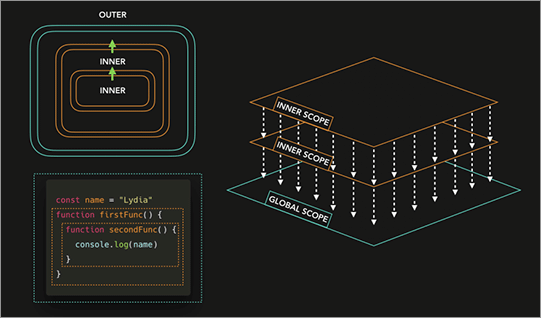 OUTER
INNER
INNER
INNER SCOPE
INNER SCOPE
GLOBAL SCOPE
const name = "Lydia"
function firstFunc() {
function secondFunc() {
console.log(name)
}
}